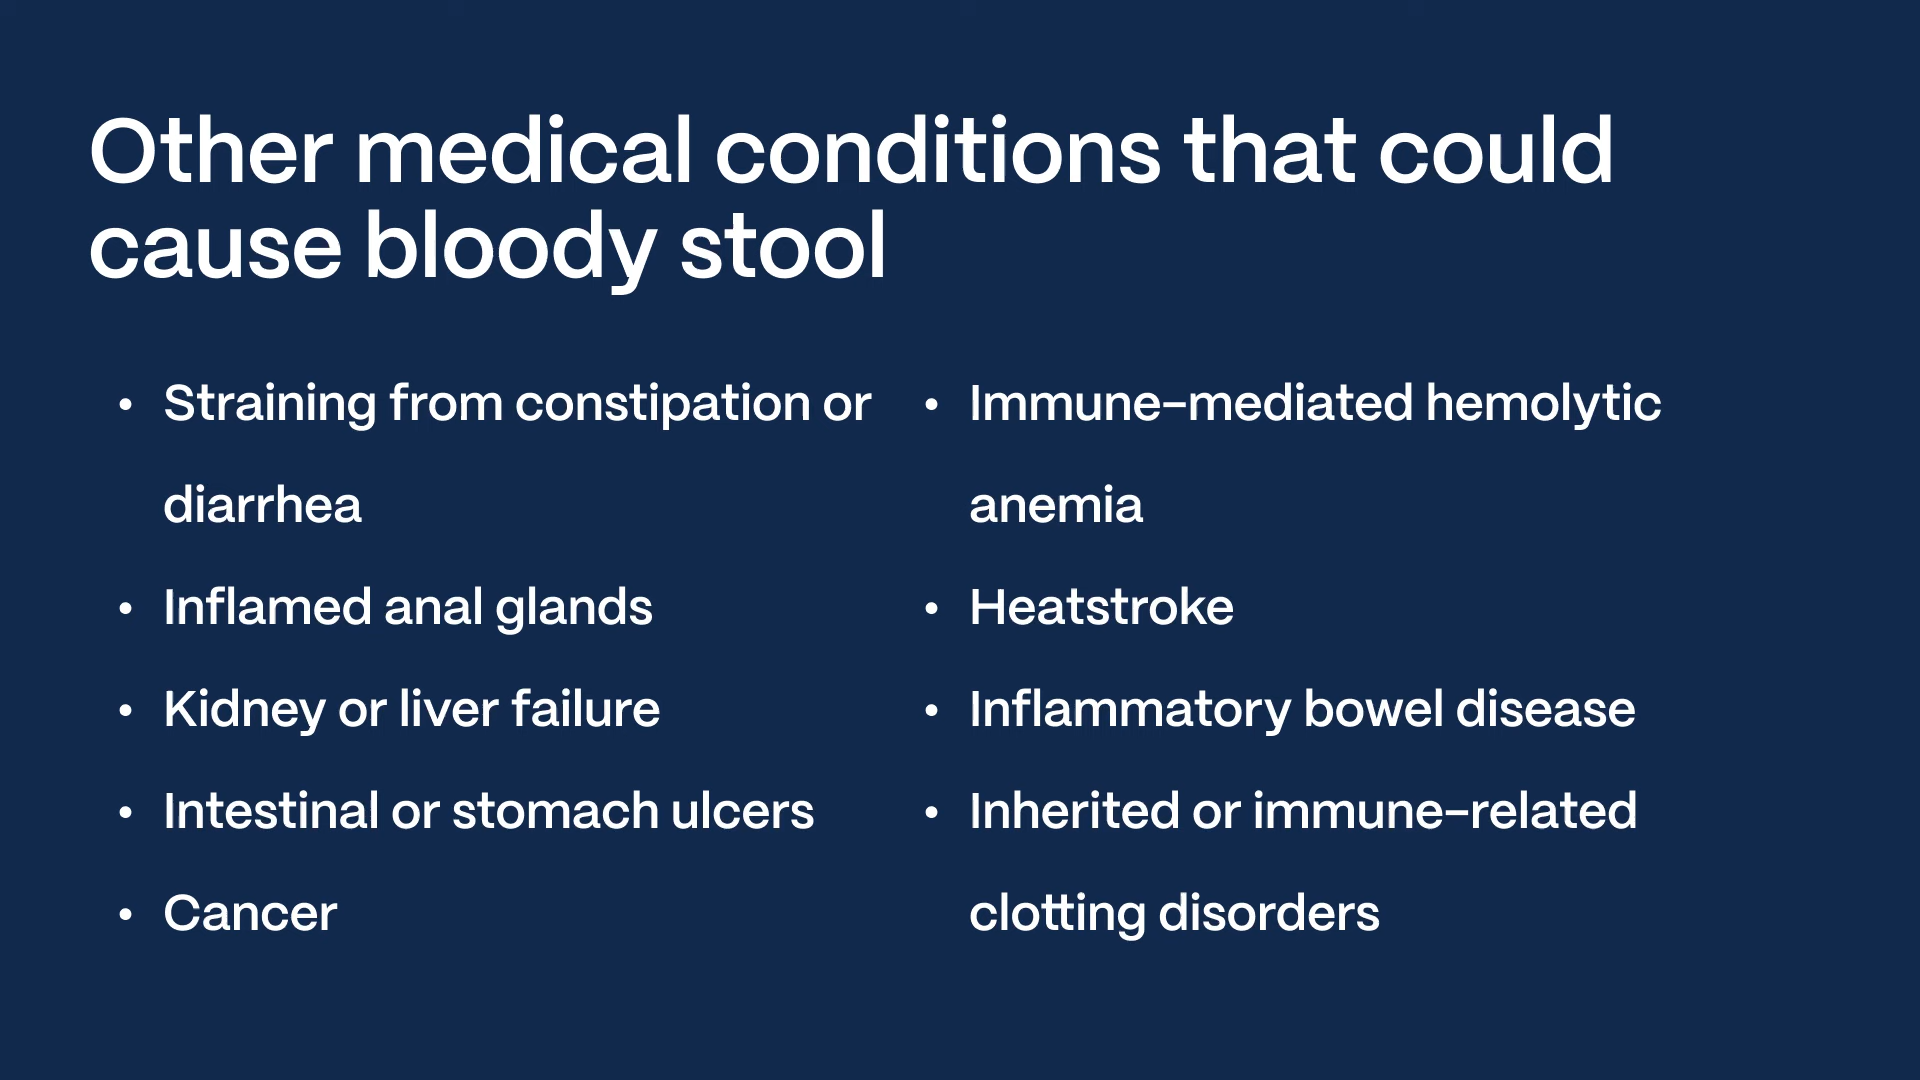 Other medical conditions that could
cause bloody stool
• Straining from constipation or
diarrhea
• Inflamed anal glands
• Kidney or liver failure
• Intestinal or stomach ulcers
• Cancer
• Immune-mediated hemolytic
anemia
• Heatstroke
• Inflammatory bowel disease
• Inherited or immune-related
clotting disorders